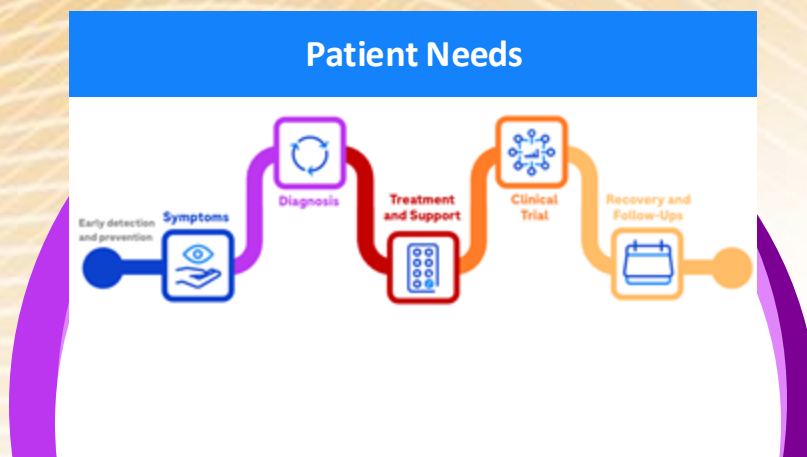 Patient Needs
Early detection
and prevention
Symptoms
Diagnosis
Treatment
and Support
Clinical
Trial
Recovery and
Follow-Ups